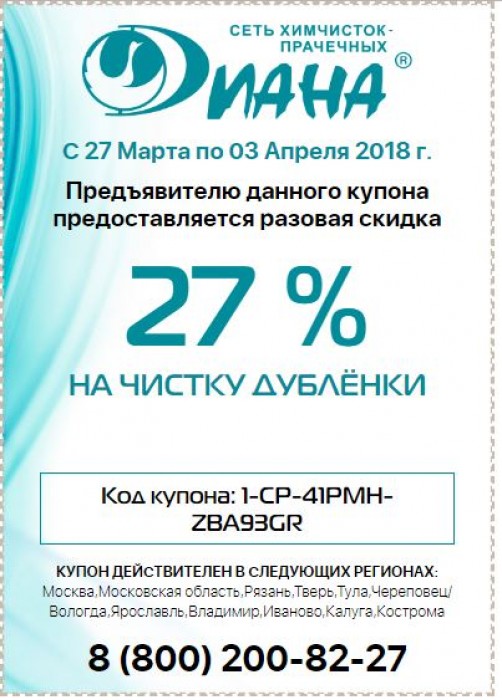 СЕТЬ ХИМЧИСТОК-
ПРАЧЕЧНЫХ
ДИАНА ®
С 27 Марта по 03 Апреля 2018 г.
Предъявителю данного купона
предоставляется разовая скидка
27 %
НА ЧИСТКУ ДУБЛЁНКИ
Код купона: 1-CP-41PMH-
ZBA93GR
КУПОН ДЕЙСТВИТЕЛЕН В СЛЕДУЮЩИХ РЕГИОНАХ:
Москва,Московская область,Рязань,Тверь,Тула,Череповец/
Вологда,Ярославль,Владимир,Иваново,Калуга,Кострома
8 (800) 200-82-27